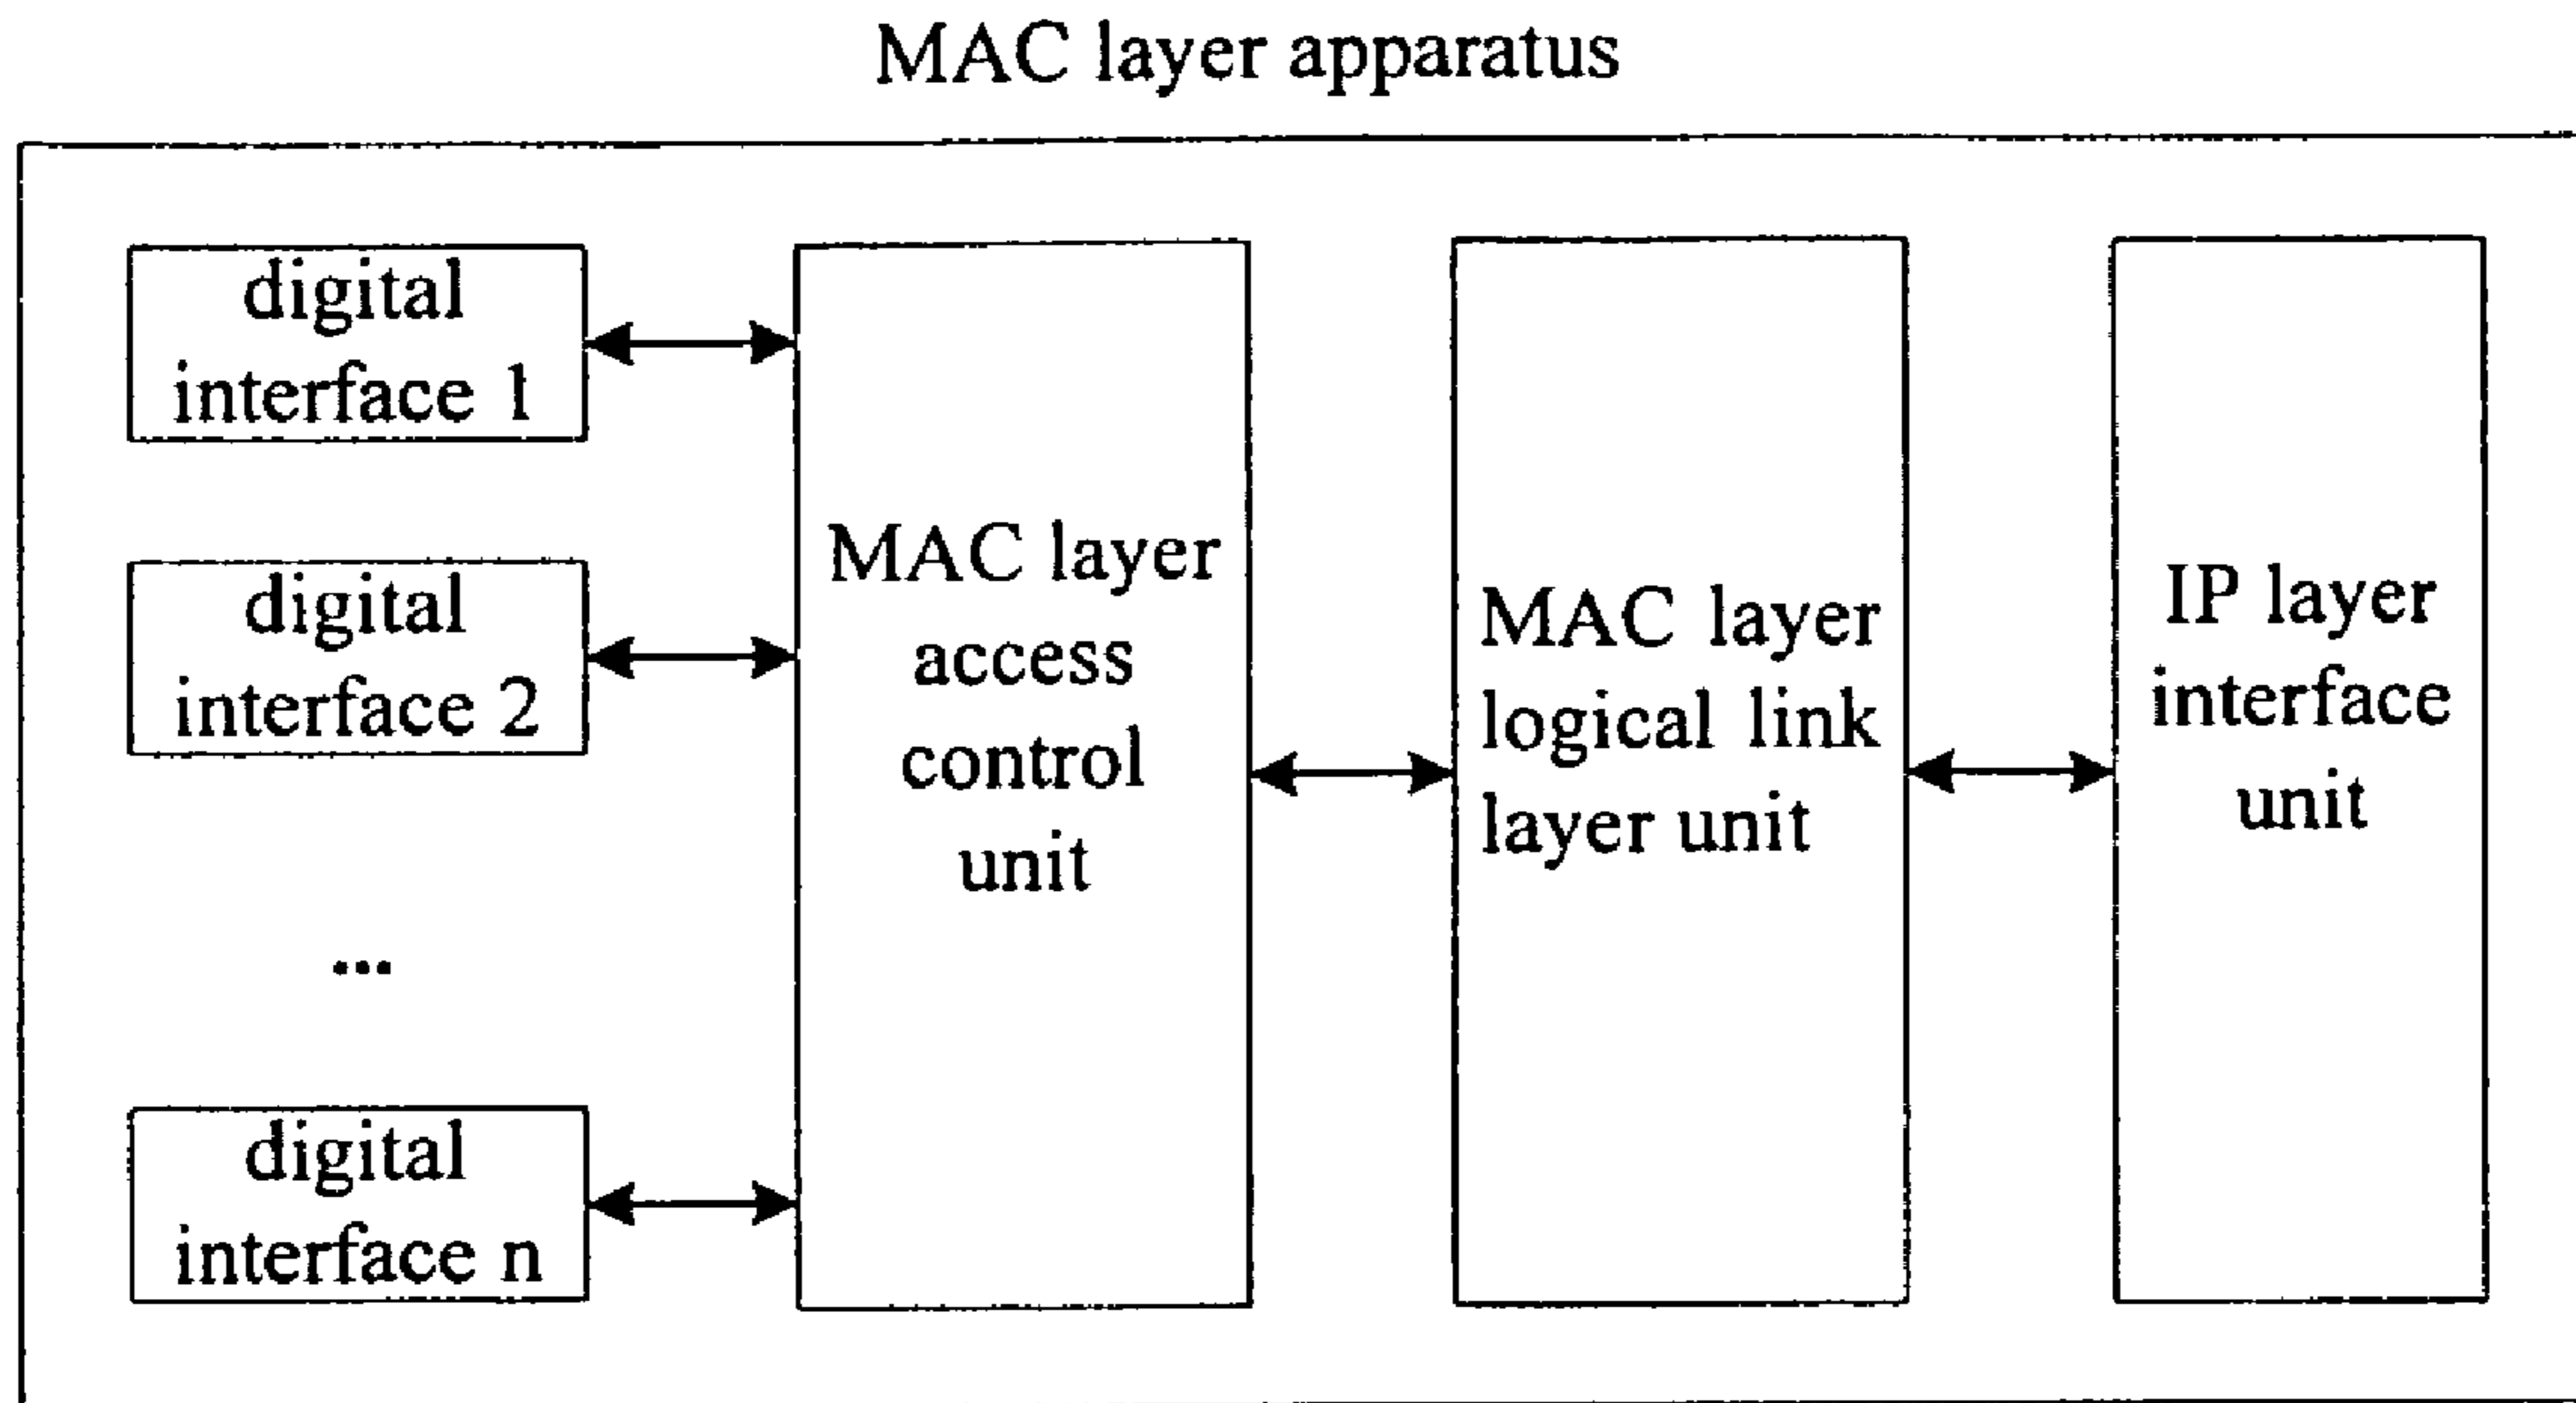 MAC layer apparatus
digital
interface 1
digital
interface 2
...
digital
interface n
MAC layer
access
control
unit
MAC layer
logical link
layer unit
IP layer
interface
unit